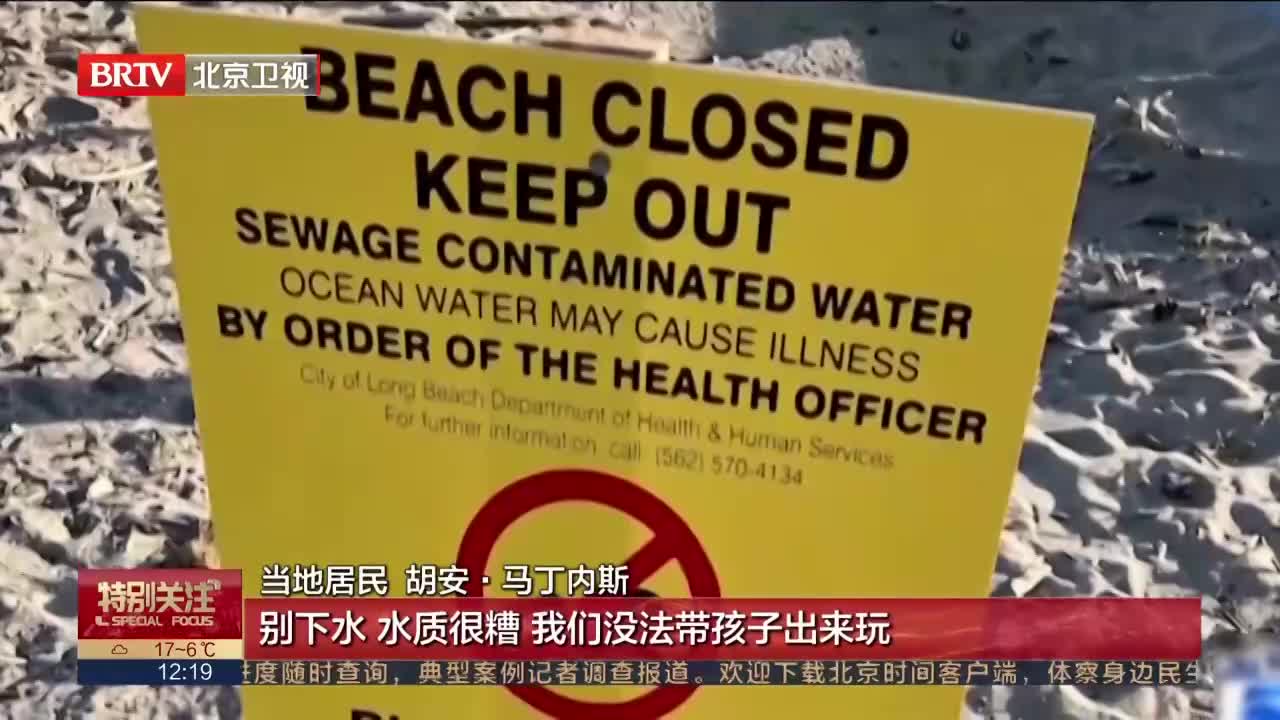 BRTV 北京卫视
BEACH CLOSED
KEEP OUT
SEWAGE CONTAMINATED WATER
OCEAN WATER MAY CAUSE ILLNESS
BY ORDER OF THE HEALTH OFFICER
City of Long Beach Department of Health & Human Services
For further information call (562) 570-4134
当地居民 胡安·马丁内斯
特别关注
SPECIAL FOCUS
别下水 水质很糟 我们没法带孩子出来玩
17~6℃
12:19
进度随时查询，典型案例记者调查报道。欢迎下载北京时间客户端，体察身边民生